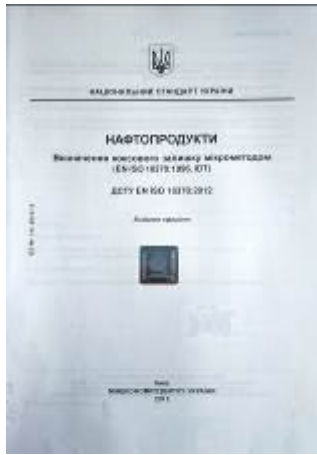 НАЦІОНАЛЬНИЙ СТАНДАРТ УКРАЇНИ
НАФТОПРОДУКТИ
Визначення коксового залишку мікрометодом
(EN ISO 10370:1995, IDT)
ДСТУ EN ISO 10370:2012
Видання офіційне
Київ
МІНЕКОНОМРОЗВИТКУ УКРАЇНИ